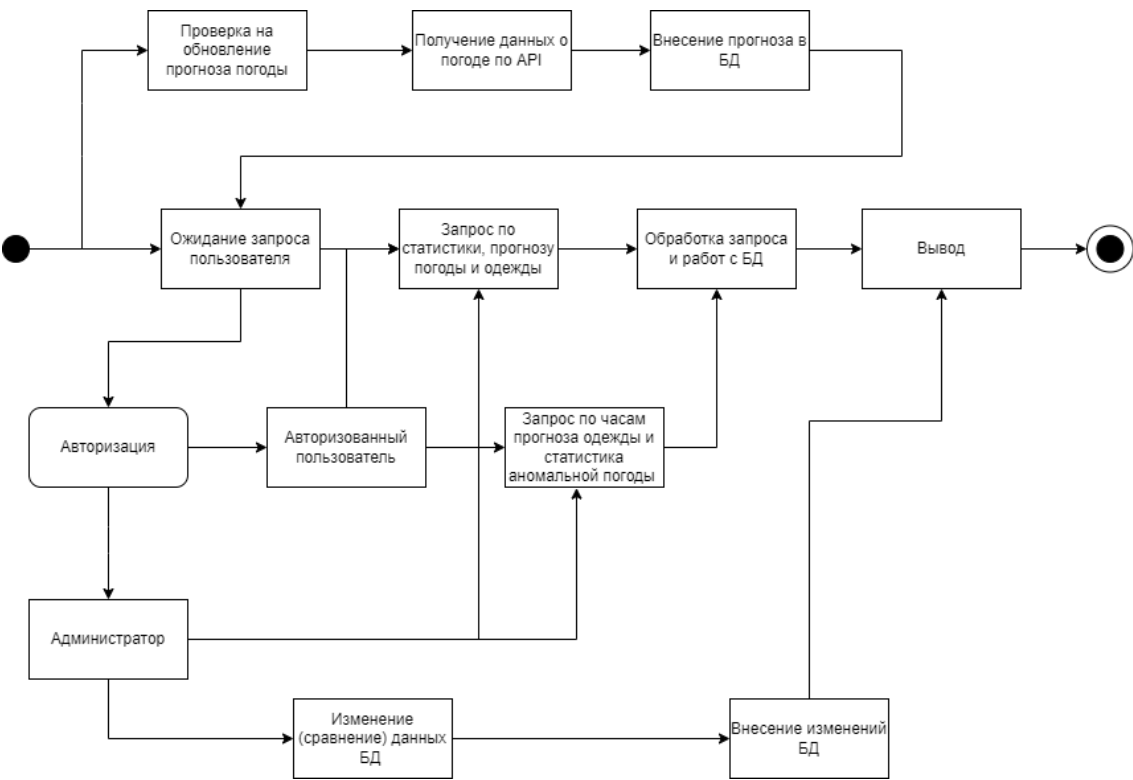 Проверка на
обновление
прогноза погоды
Получение данных о
погоде по API
Внесение прогноза в
БД
Ожидание запроса
пользователя
Запрос по
статистики, прогнозу
погоды и одежды
Обработка запроса
и работ с БД
Вывод
Авторизация
Авторизованный
пользователь
Запрос по часам
прогноза одежды и
статистика
аномальной погоды
Администратор
Изменение
(сравнение) данных
БД
Внесение изменений
БД